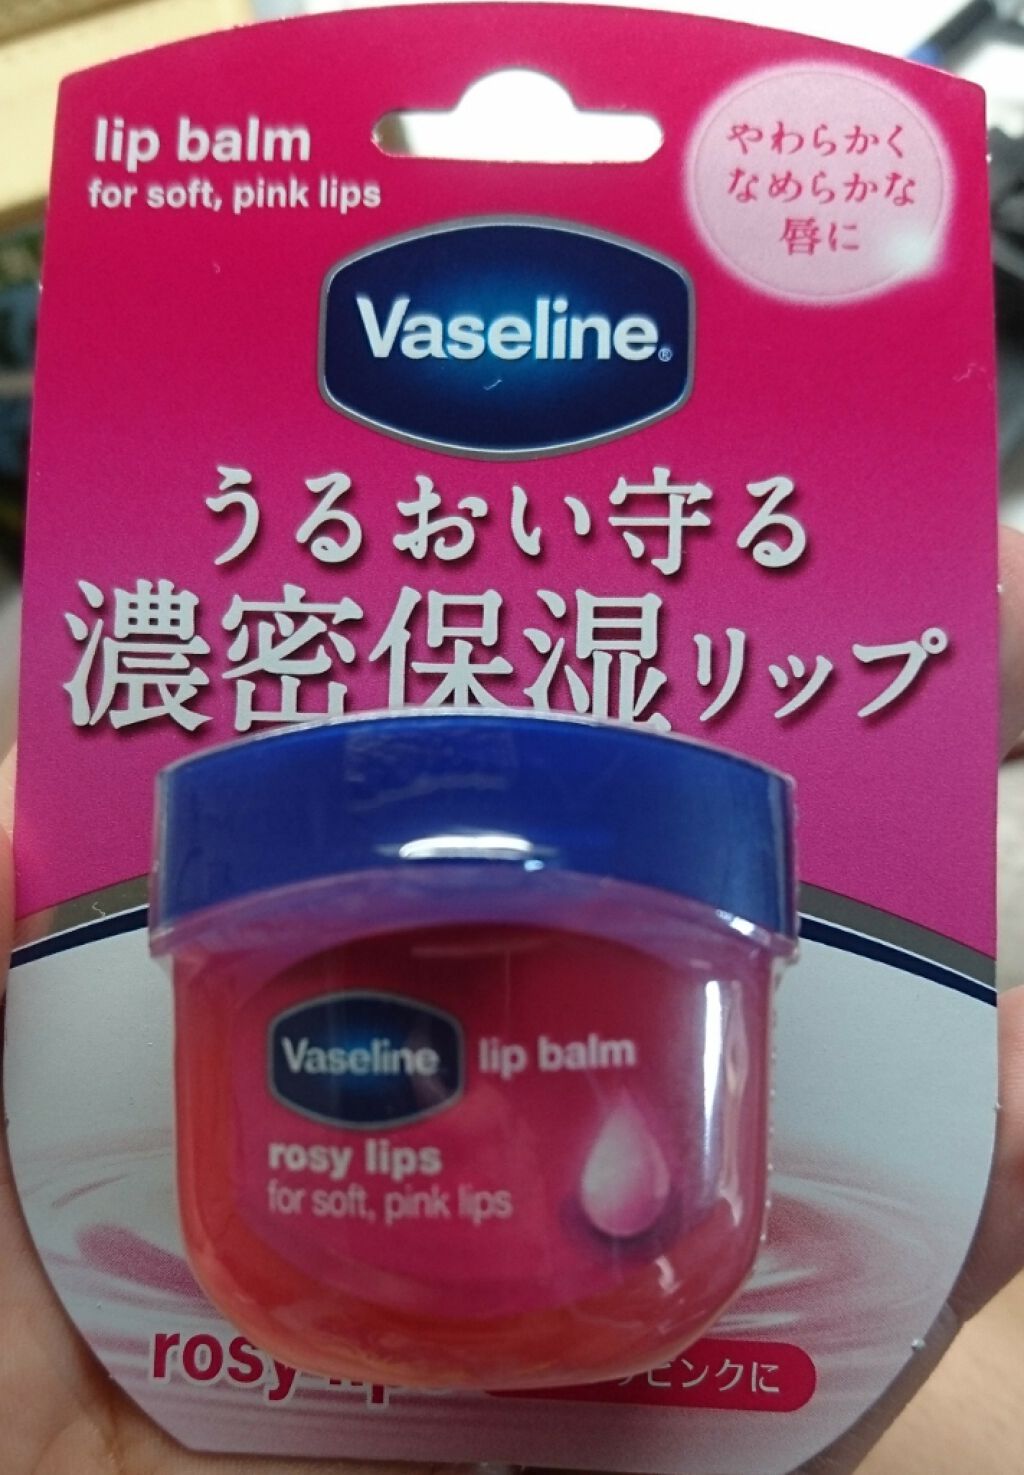 lip balm
for soft, pink lips
やわらかく
なめらかな
唇に
Vaseline®
うるおい守る
濃密保湿リップ
Vaseline
lip balm
rosy lips
for soft, pink lips
rosy
ピンクに